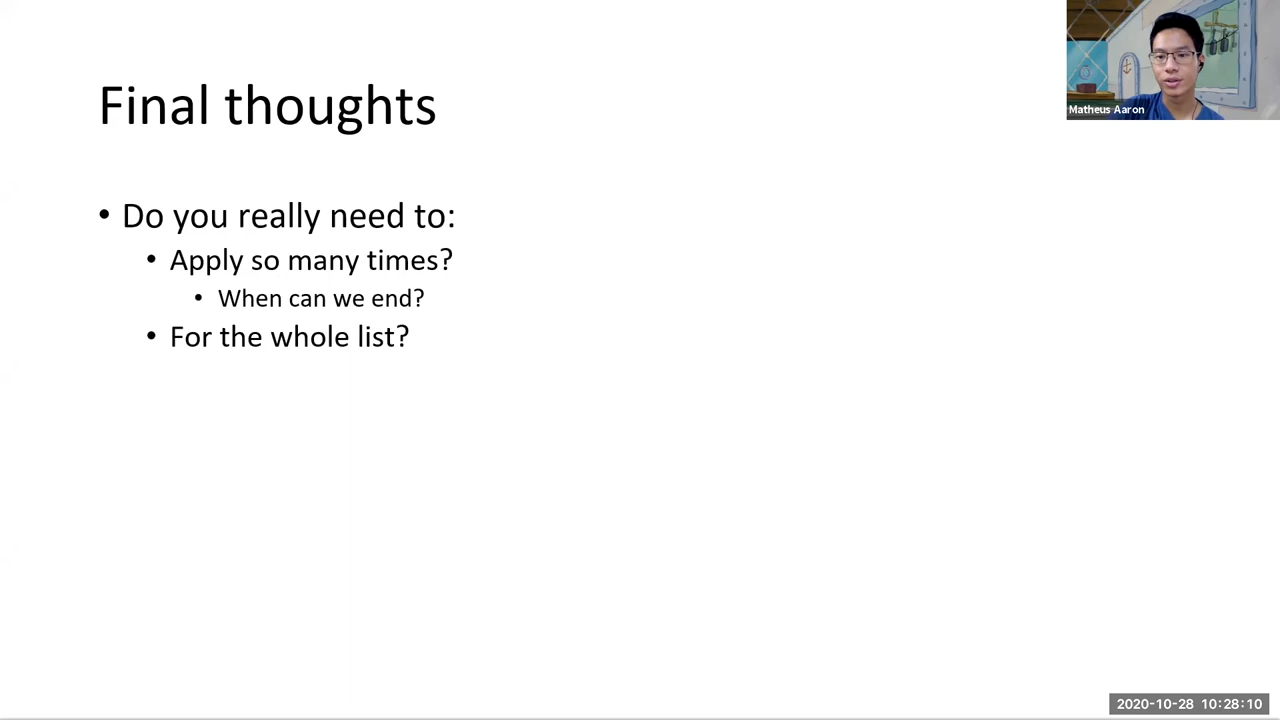 Final thoughts
Matheus Aaron
• Do you really need to:
• Apply so many times?
• When can we end?
• For the whole list?
2020-10-28 10:28:10